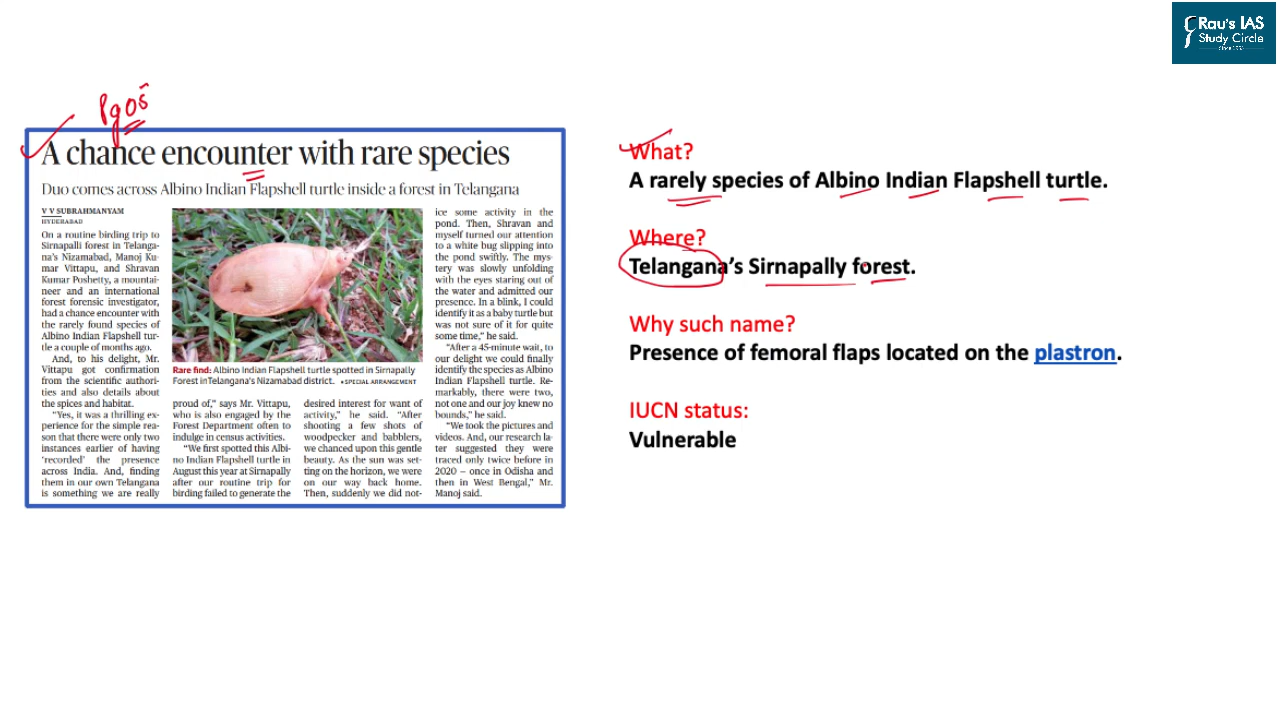 Rau's IAS
Study Circle
Pg 05
A chance encounter with rare species
Duo comes across Albino Indian Flapshell turtle inside a forest in Telangana
V V SUBRAHMANYAM
HYDERABAD
On a routine birding trip to
Sirnapalli forest in Telanga-
na's Nizamabad, Manoj Ku-
mar Vittapu, and Shravan
Kumar Poshetty, a mountai-
neer and an international
forest forensic investigator,
had a chance encounter with
the rarely found species of
Albino Indian Flapshell tur-
tle a couple of months ago.
And, to his delight, Mr.
Vittapu got confirmation
from the scientific authori-
ties and also details about
the spices and habitat.
"Yes, it was a thrilling ex-
perience for the simple rea-
son that there were only two
instances earlier of having
'recorded' the presence
across India. And, finding
them in our own Telangana
is something we are really
Rare find: Albino Indian Flapshell turtle spotted in Sirnapally
Forest inTelangana's Nizamabad district. •SPECIAL ARRANGEMENT
proud of," says Mr. Vittapu,
who is also engaged by the
Forest Department often to
indulge in census activities.
"We first spotted this Albi-
no Indian Flapshell turtle in
August this year at Sirnapally
after our routine trip for
birding failed to generate the
desired interest for want of
activity," he said. "After
shooting a few shots of
woodpecker and babblers,
we chanced upon this gentle
beauty. As the sun was set-
ting on the horizon, we were
on our way back home.
Then, suddenly we did not-
ice some activity in the
pond. Then, Shravan and
myself turned our attention
to a white bug slipping into
the pond swiftly. The mys-
tery was slowly unfolding
with the eyes staring out of
the water and admitted our
presence. In a blink, I could
identify it as a baby turtle but
was not sure of it for quite
some time," he said.
"After a 45-minute wait, to
our delight we could finally
identify the species as Albino
Indian Flapshell turtle. Re-
markably, there were two,
not one and our joy knew no
bounds," he said.
"We took the pictures and
videos. And, our research la-
ter suggested they were
traced only twice before in
2020 – once in Odisha and
then in West Bengal," Mr.
Manoj said.
What?
A rarely species of Albino Indian Flapshell turtle.
Where?
Telangana's Sirnapally forest.
Why such name?
Presence of femoral flaps located on the plastron.
IUCN status:
Vulnerable